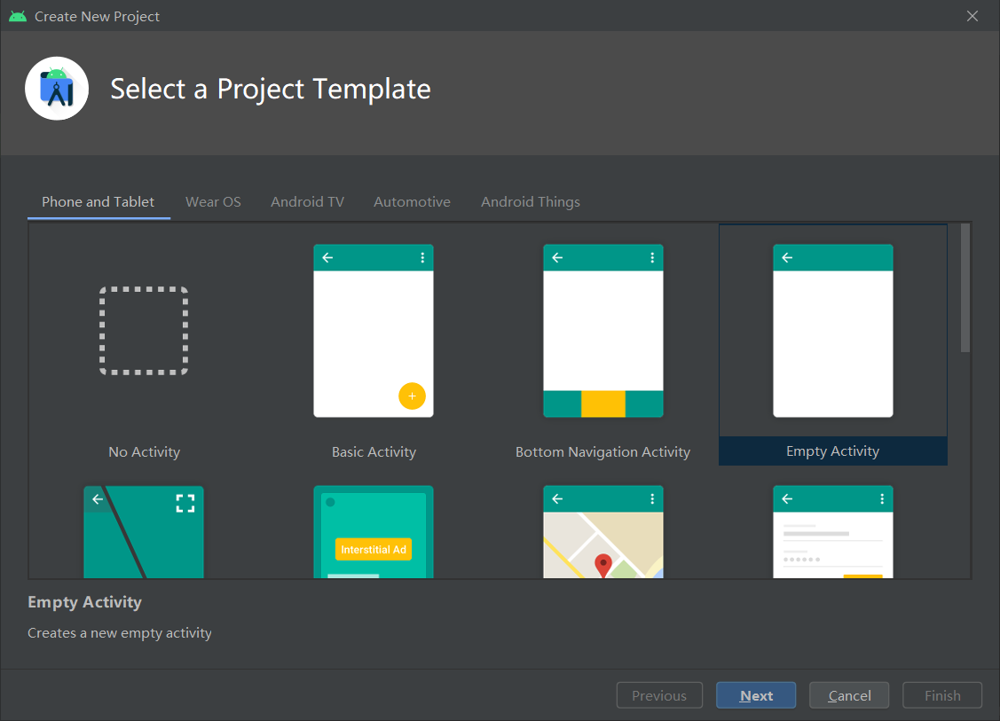 Create New Project
Select a Project Template
Phone and Tablet Wear OS Android TV Automotive Android Things
No Activity Basic Activity Bottom Navigation Activity Empty Activity
Interstitial Ad
Empty Activity
Creates a new empty activity
Previous Next Cancel Finish